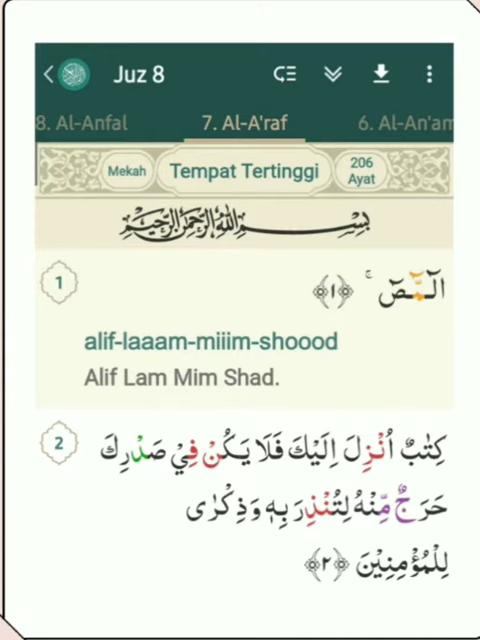 Juz 8
8. Al-Anfal 7. Al-A'raf 6. Al-An'am
Mekah Tempat Tertinggi 206 Ayat
بِسْمِ اللّٰهِ الرَّحْمٰنِ الرَّحِيْمِ
1 الۤمّۤصۤ ۚ ﴿١﴾
alif-laaam-miiim-shoood
Alif Lam Mim Shad.
2 كِتٰبٌ اُنْزِلَ اِلَيْكَ فَلَا يَكُنْ فِيْ صَدْرِكَ
حَرَجٌ مِّنْهُ لِتُنْذِرَ بِهٖ وَذِكْرٰى
لِلْمُؤْمِنِيْنَ ﴿٢﴾